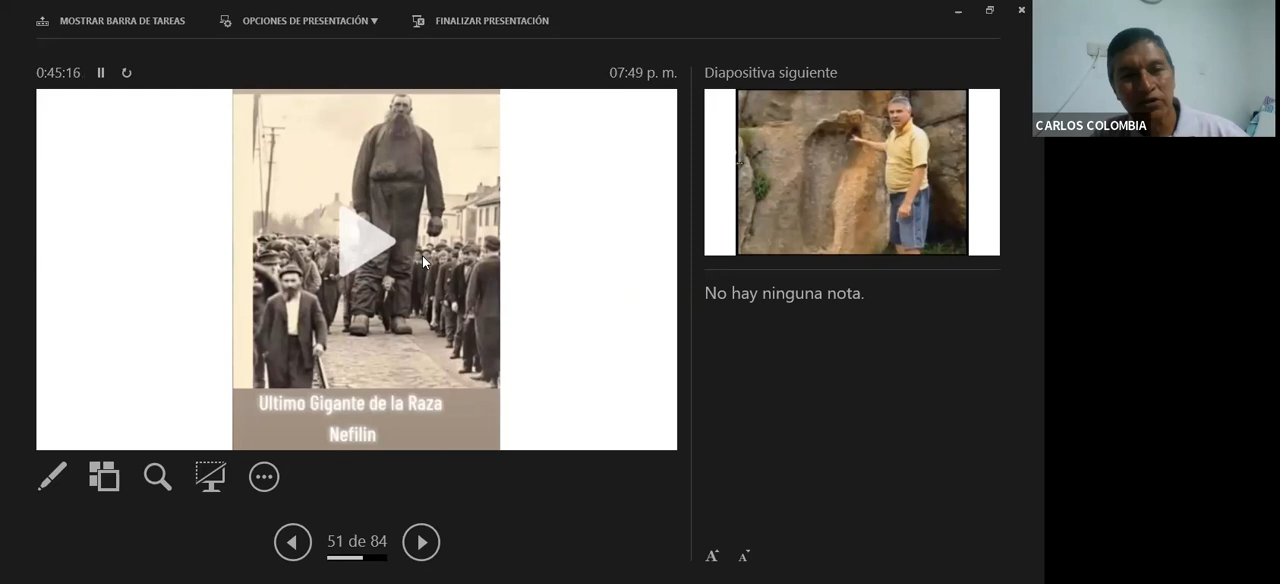 MOSTRAR BARRA DE TAREAS
OPCIONES DE PRESENTACIÓN ▼
FINALIZAR PRESENTACIÓN
0:45:16
07:49 p. m.
Diapositiva siguiente
CARLOS COLOMBIA
Ultimo Gigante de la Raza
Nefilin
No hay ninguna nota.
51 de 84
A A